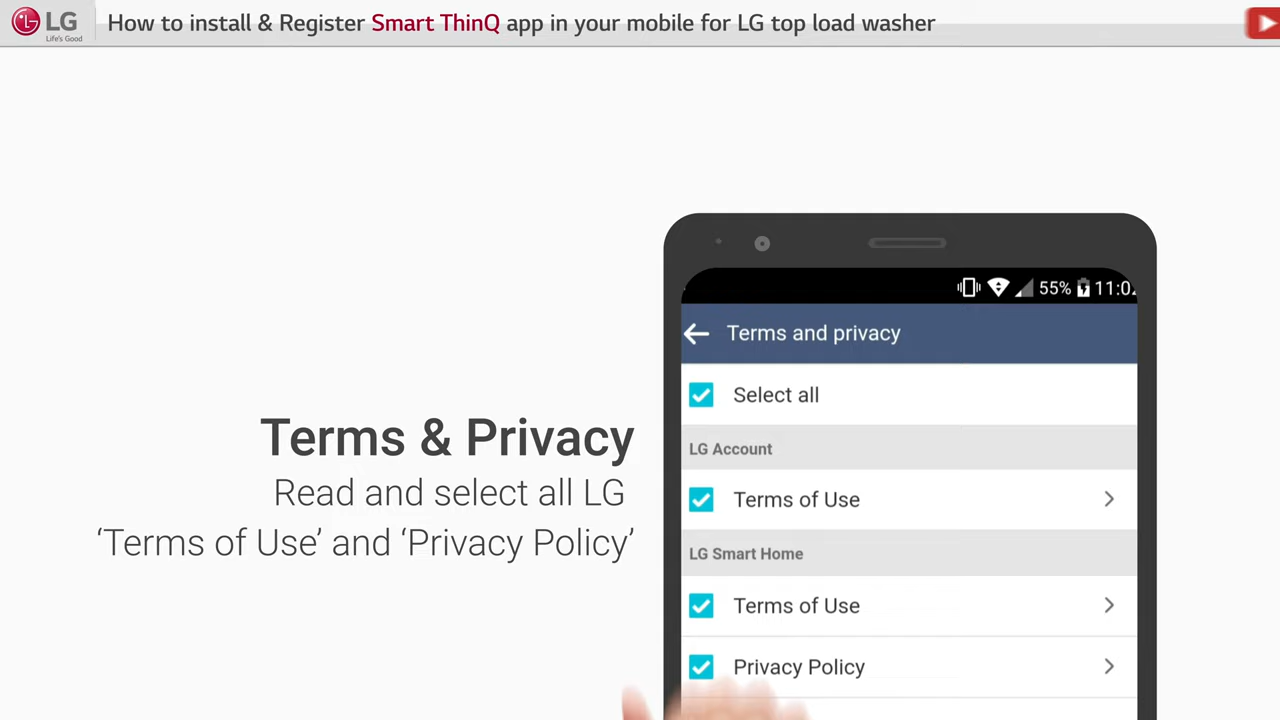 LG
Life's Good
How to install & Register Smart ThinQ app in your mobile for LG top load washer
Terms & Privacy
Read and select all LG
‘Terms of Use’ and ‘Privacy Policy’
55% 11:0
Terms and privacy
Select all
LG Account
Terms of Use
LG Smart Home
Terms of Use
Privacy Policy